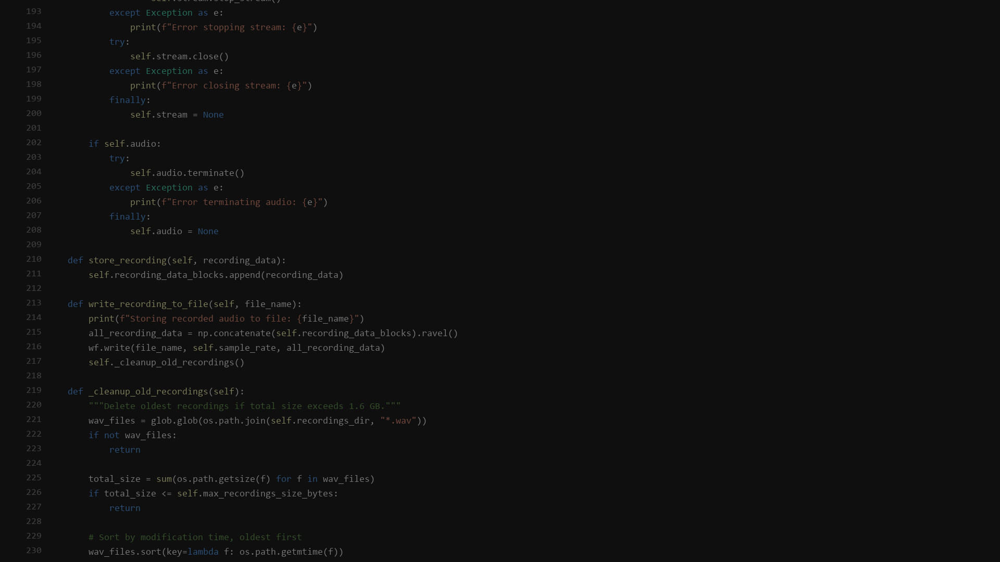 self.stream.stop_stream()
193 except Exception as e:
194 print(f"Error stopping stream: {e}")
195 try:
196 self.stream.close()
197 except Exception as e:
198 print(f"Error closing stream: {e}")
199 finally:
200 self.stream = None
201
202 if self.audio:
203 try:
204 self.audio.terminate()
205 except Exception as e:
206 print(f"Error terminating audio: {e}")
207 finally:
208 self.audio = None
209
210 def store_recording(self, recording_data):
211 self.recording_data_blocks.append(recording_data)
212
213 def write_recording_to_file(self, file_name):
214 print(f"Storing recorded audio to file: {file_name}")
215 all_recording_data = np.concatenate(self.recording_data_blocks).ravel()
216 wf.write(file_name, self.sample_rate, all_recording_data)
217 self._cleanup_old_recordings()
218
219 def _cleanup_old_recordings(self):
220 """Delete oldest recordings if total size exceeds 1.6 GB."""
221 wav_files = glob.glob(os.path.join(self.recordings_dir, "*.wav"))
222 if not wav_files:
223 return
224
225 total_size = sum(os.path.getsize(f) for f in wav_files)
226 if total_size <= self.max_recordings_size_bytes:
227 return
228
229 # Sort by modification time, oldest first
230 wav_files.sort(key=lambda f: os.path.getmtime(f))